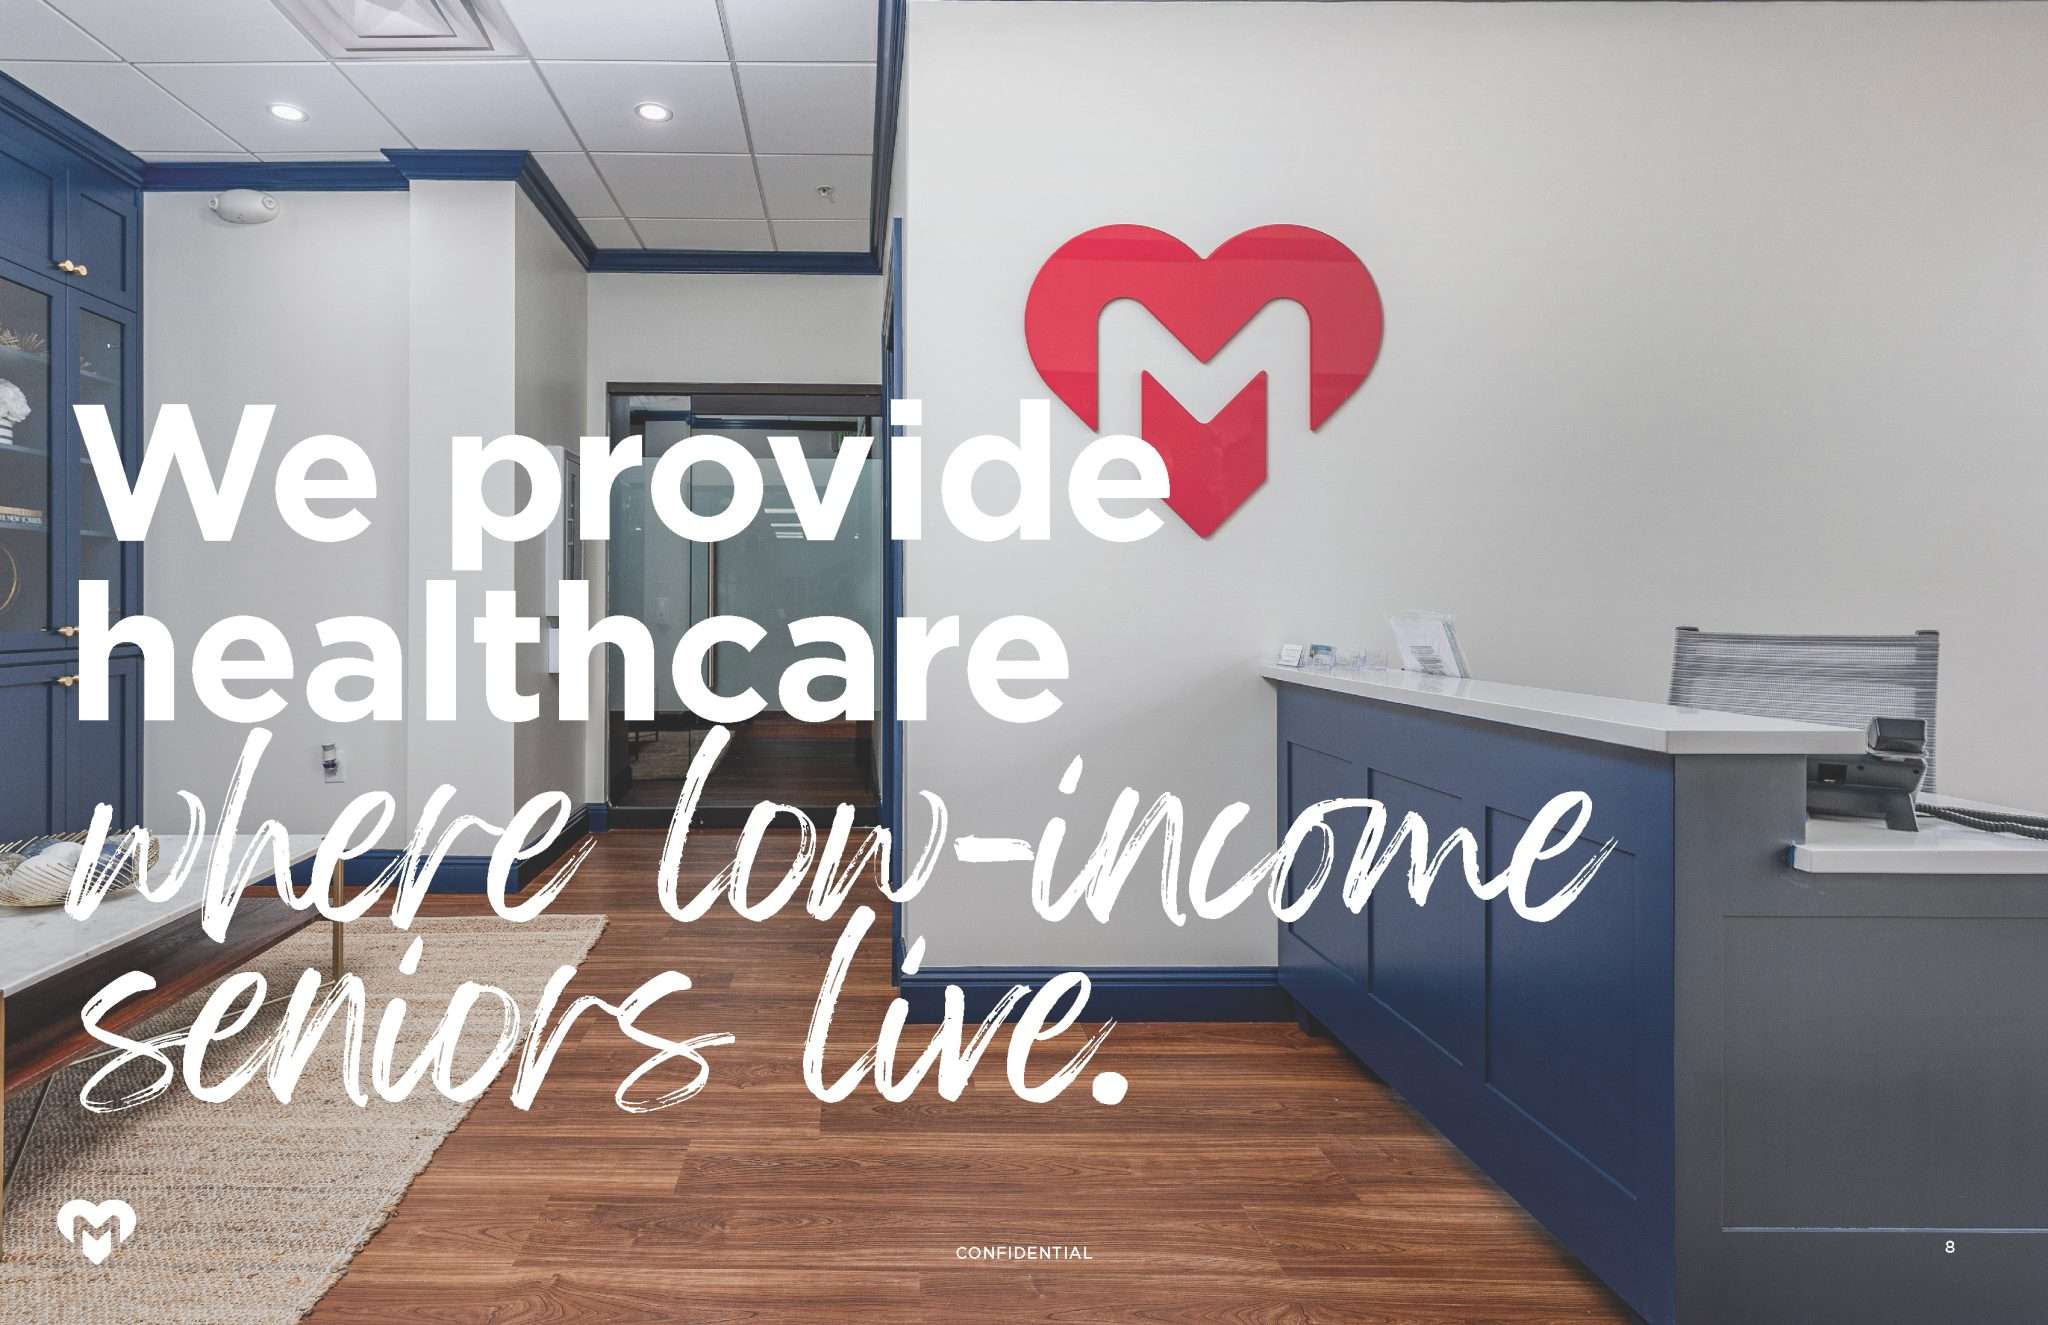 We provide
healthcare
where low-income
seniors live.
CONFIDENTIAL
8